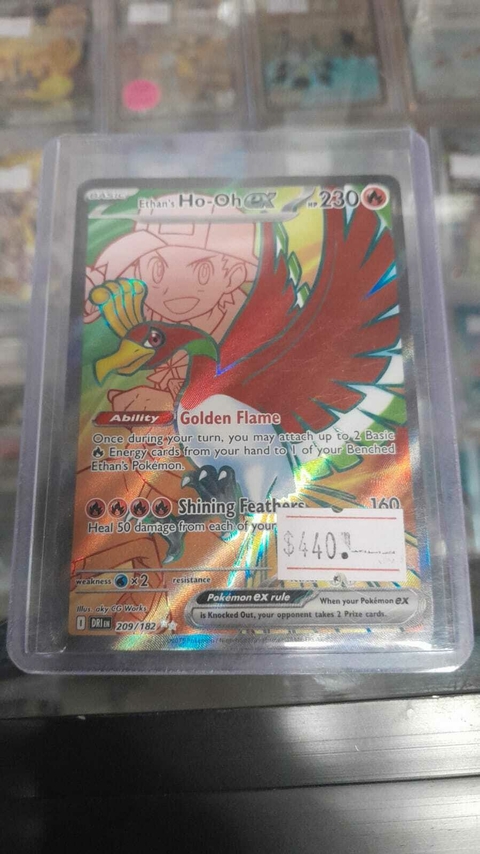 BASIC Ethan's Ho-Oh ex HP 230
Ability Golden Flame
Once during your turn, you may attach up to 2 Basic
Energy cards from your hand to 1 of your Benched
Ethan's Pokémon.
Shining Feathers 160
Heal 50 damage from each of your
$440.
weakness ×2 resistance
Pokémon ex rule When your Pokémon ex
is Knocked Out, your opponent takes 2 Prize cards.
Illus. aky CG Works
DRI EN 209/182